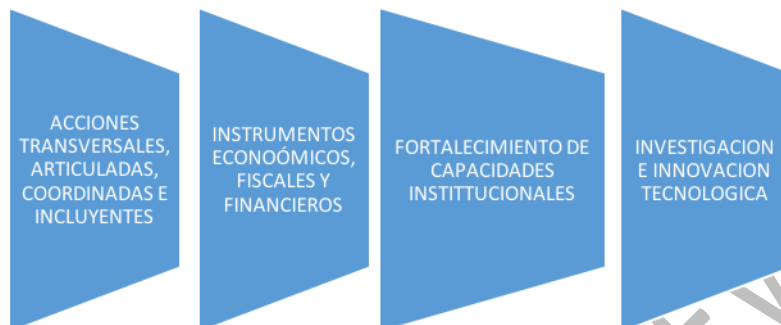 ACCIONES
TRANSVERSALES,
ARTICULADAS,
COORDINADAS E
INCLUYENTES
INSTRUMENTOS
ECONOÓMICOS,
FISCALES Y
FINANCIEROS
FORTALECIMIENTO DE
CAPACIDADES
INSTITTUCIONALES
INVESTIGACION
E INNOVACION
TECNOLOGICA